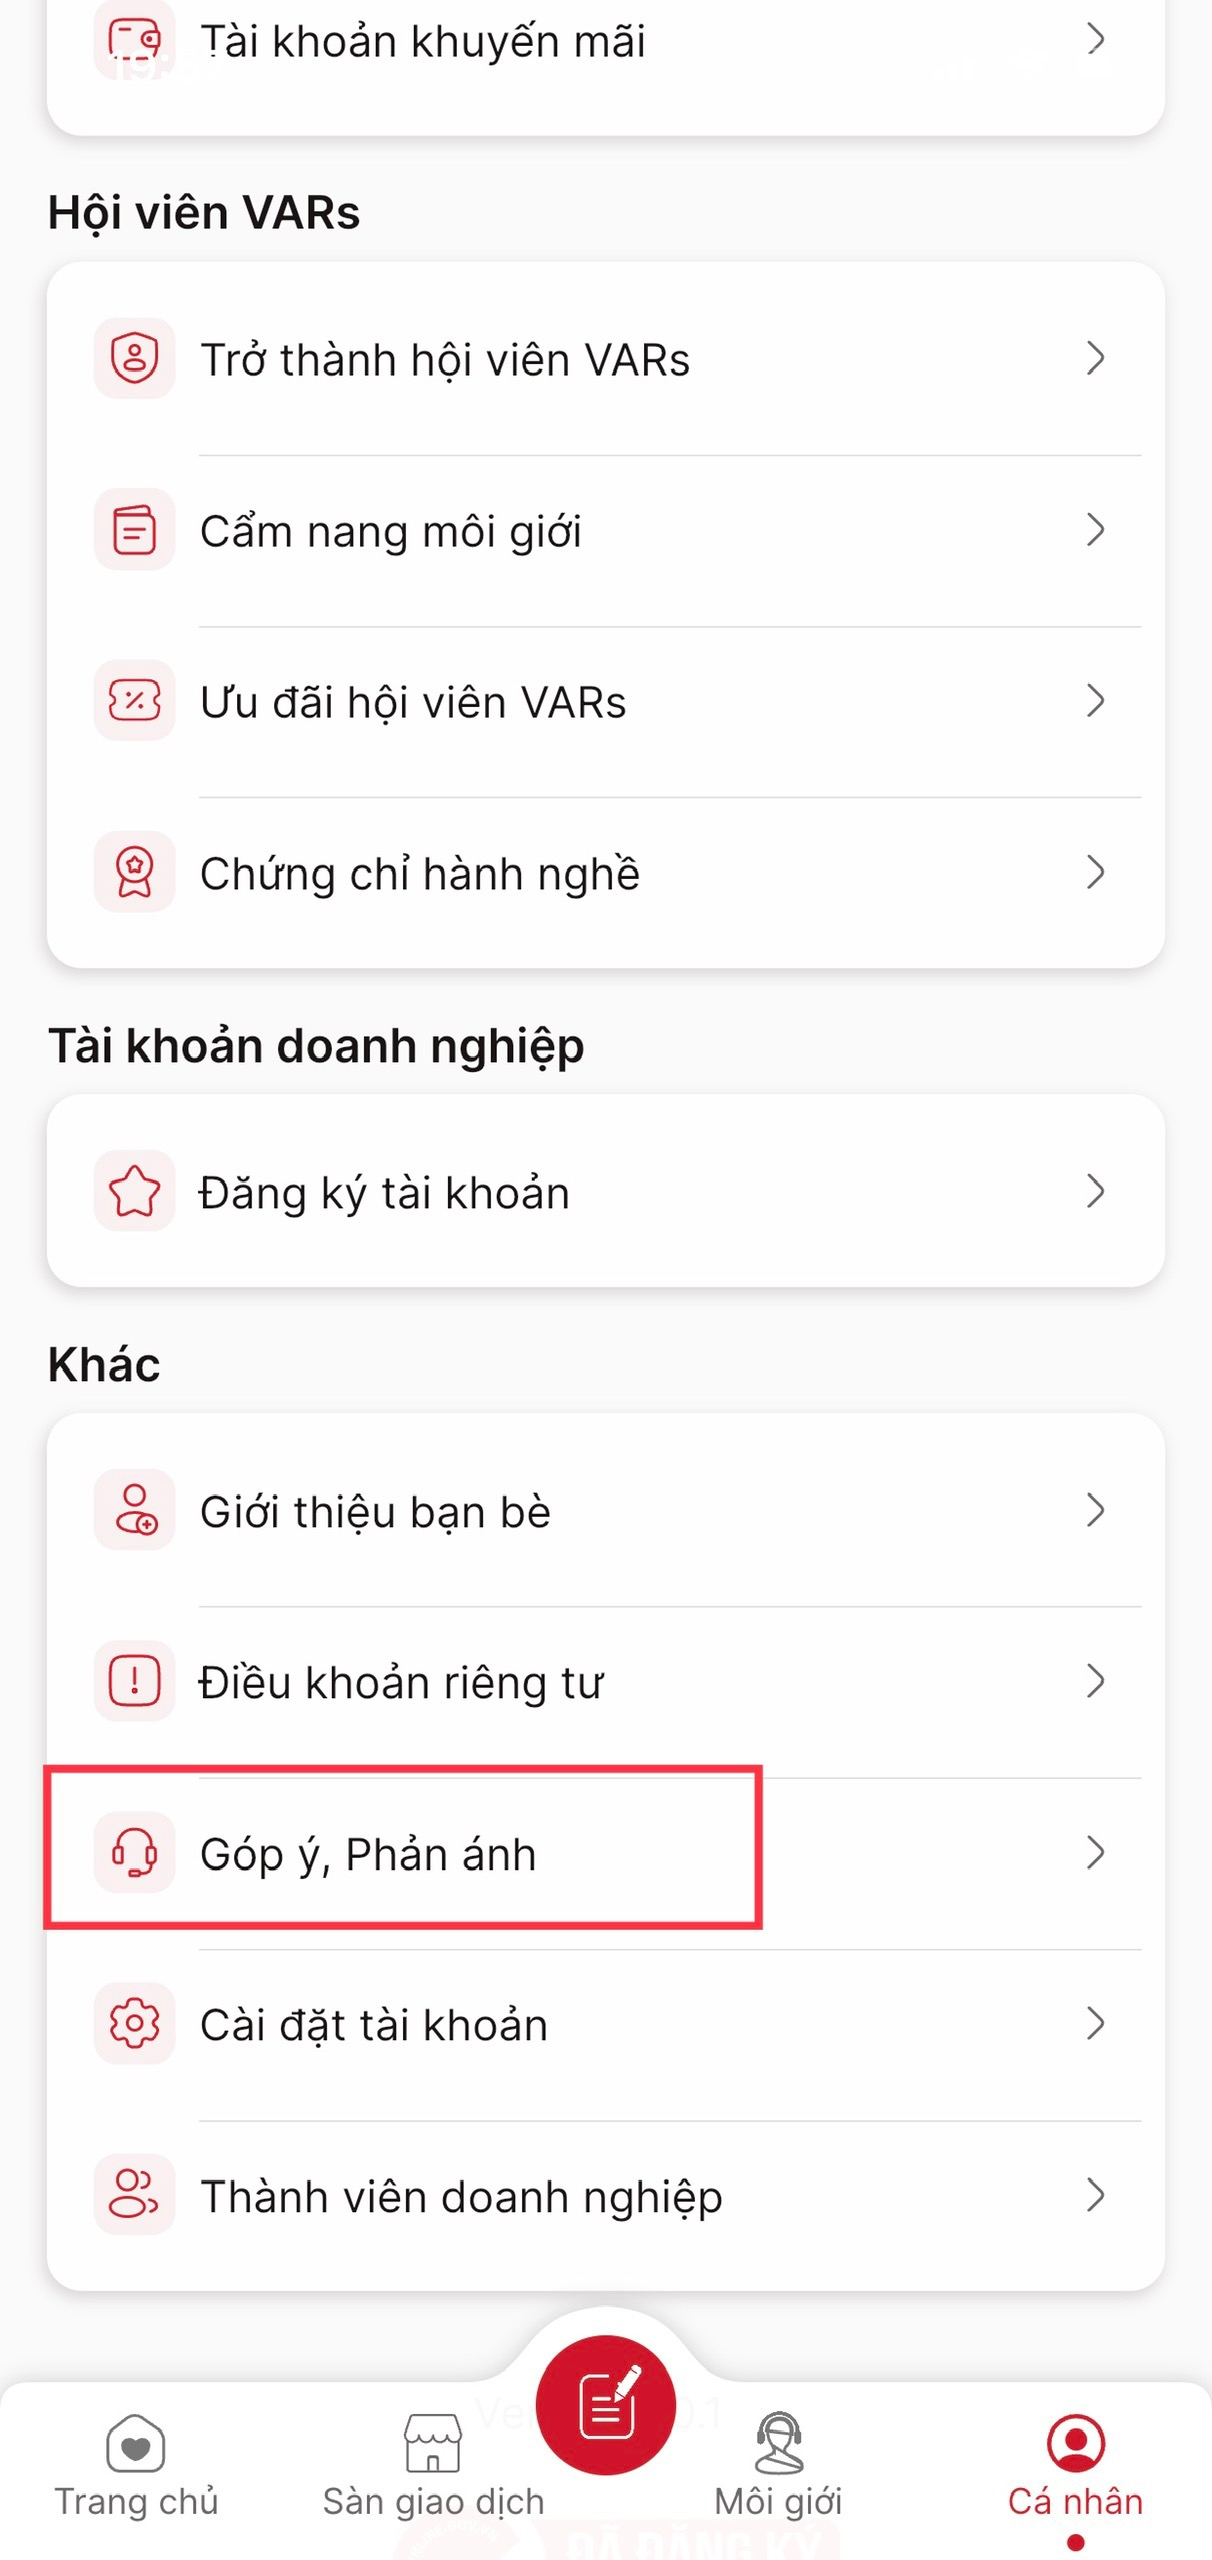 Tài khoản khuyến mãi
Hội viên VARs
Trở thành hội viên VARs
Cẩm nang môi giới
Ưu đãi hội viên VARs
Chứng chỉ hành nghề
Tài khoản doanh nghiệp
Đăng ký tài khoản
Khác
Giới thiệu bạn bè
Điều khoản riêng tư
Góp ý, Phản ánh
Cài đặt tài khoản
Thành viên doanh nghiệp
Trang chủ
Sàn giao dịch
Môi giới
Cá nhân
ĐÃ ĐĂNG KÝ